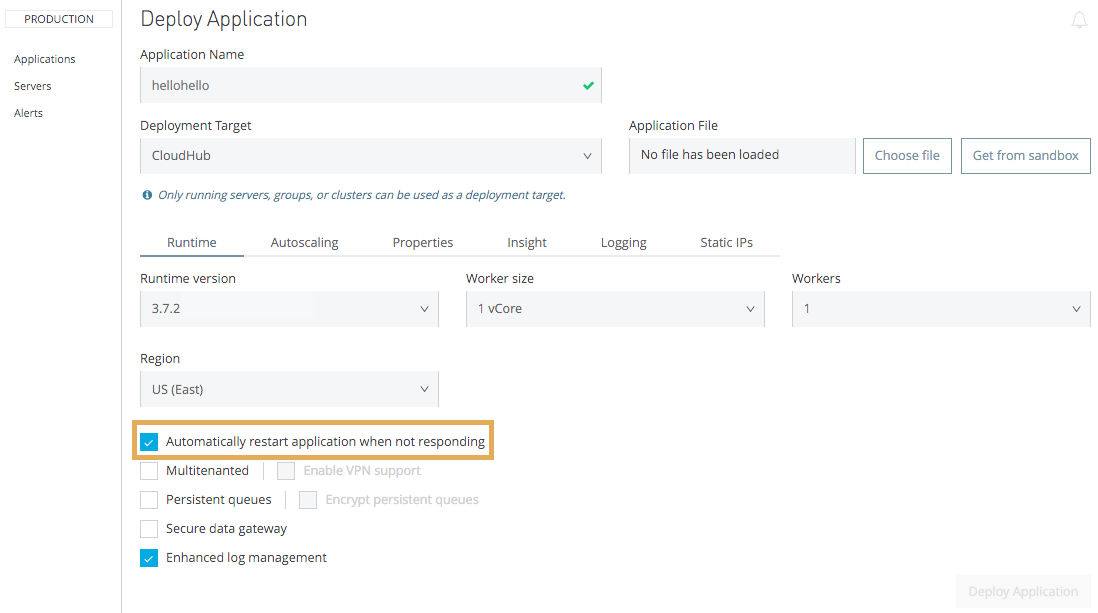 PRODUCTION
Applications
Servers
Alerts
Deploy Application
Application Name
hellohello
Deployment Target
Application File
CloudHub
No file has been loaded
Choose file
Get from sandbox
Only running servers, groups, or clusters can be used as a deployment target.
Runtime Autoscaling Properties Insight Logging Static IPs
Runtime version
Worker size
Workers
3.7.2
1 vCore
1
Region
US (East)
Automatically restart application when not responding
Multitenanted
Enable VPN support
Persistent queues
Encrypt persistent queues
Secure data gateway
Enhanced log management
Deploy Application